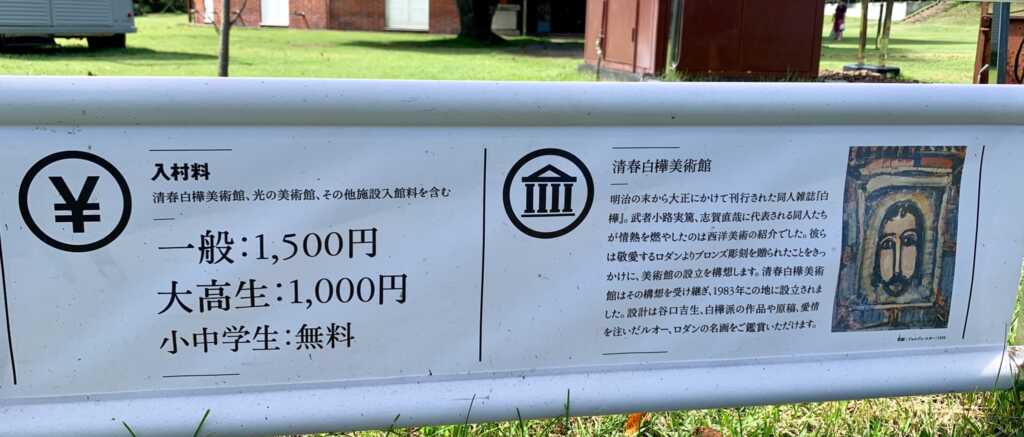 ¥
入村料
清春白樺美術館、光の美術館、その他施設入館料を含む
一般：1,500円
大高生：1,000円
小中学生：無料
清春白樺美術館
明治の末から大正にかけて刊行された同人雑誌『白
樺』。武者小路実篤、志賀直哉に代表される同人たち
が情熱を燃やしたのは西洋美術の紹介でした。彼ら
は敬愛するロダンよりブロンズ彫刻を贈られたことをきっ
かけに、美術館の設立を構想します。清春白樺美術
館はその構想を受け継ぎ、1983年この地に設立されま
した。設計は谷口吉生、白樺派の作品や原稿、愛情
を注いだルオー、ロダンの名画をご鑑賞いただけます。